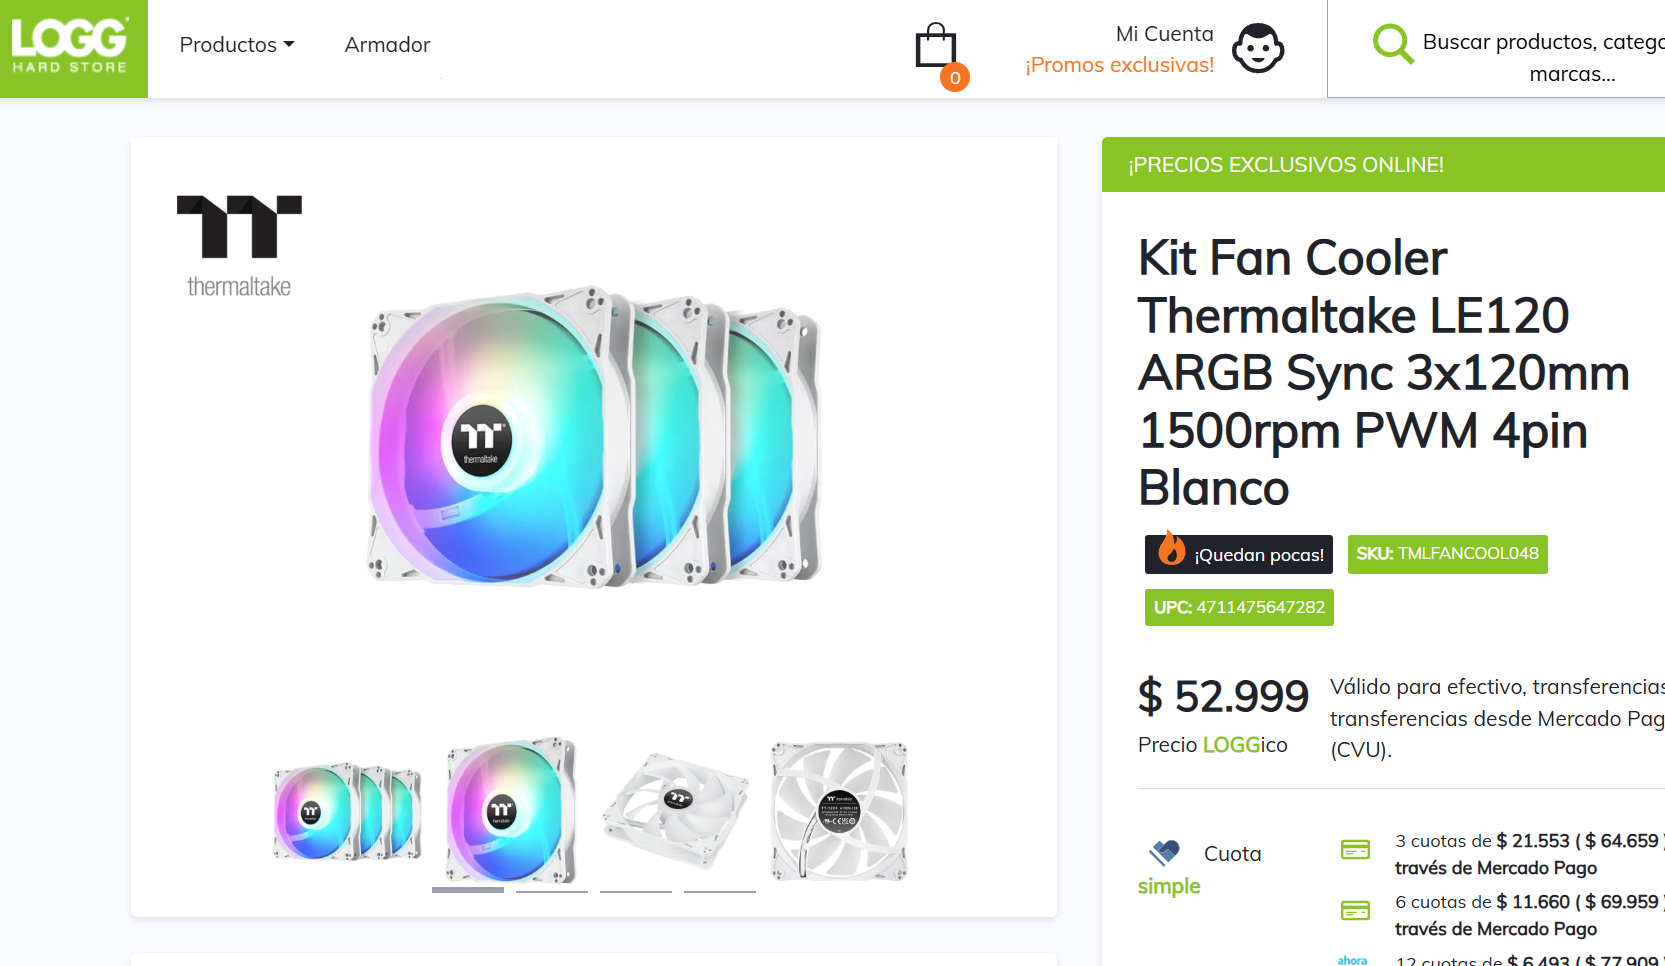 LOGG
HARD STORE
Productos
Armador
0
Mi Cuenta
¡Promos exclusivas!
Buscar productos, catego
marcas...
thermaltake
thermaltake
¡PRECIOS EXCLUSIVOS ONLINE!
Kit Fan Cooler
Thermaltake LE120
ARGB Sync 3x120mm
1500rpm PWM 4pin
Blanco
¡Quedan pocas!
SKU: TMLFANCOOL048
UPC: 4711475647282
$ 52.999
Precio LOGGico
Válido para efectivo, transferencias
transferencias desde Mercado Pag
(CVU).
Cuota
simple
3 cuotas de $ 21.553 ( $ 64.659 )
través de Mercado Pago
6 cuotas de $ 11.660 ( $ 69.959 )
través de Mercado Pago
ahora
12 cuotas de $ 6.493 ( $ 77.909 )